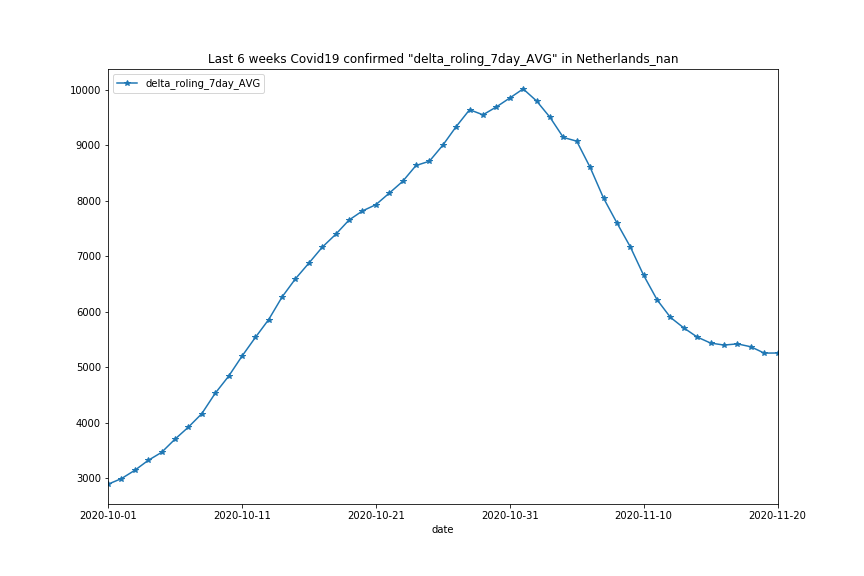 Last 6 weeks Covid19 confirmed "delta_roling_7day_AVG" in Netherlands_nan
delta_roling_7day_AVG
10000
9000
8000
7000
6000
5000
4000
3000
2020-10-01 2020-10-11 2020-10-21 2020-10-31 2020-11-10 2020-11-20
date